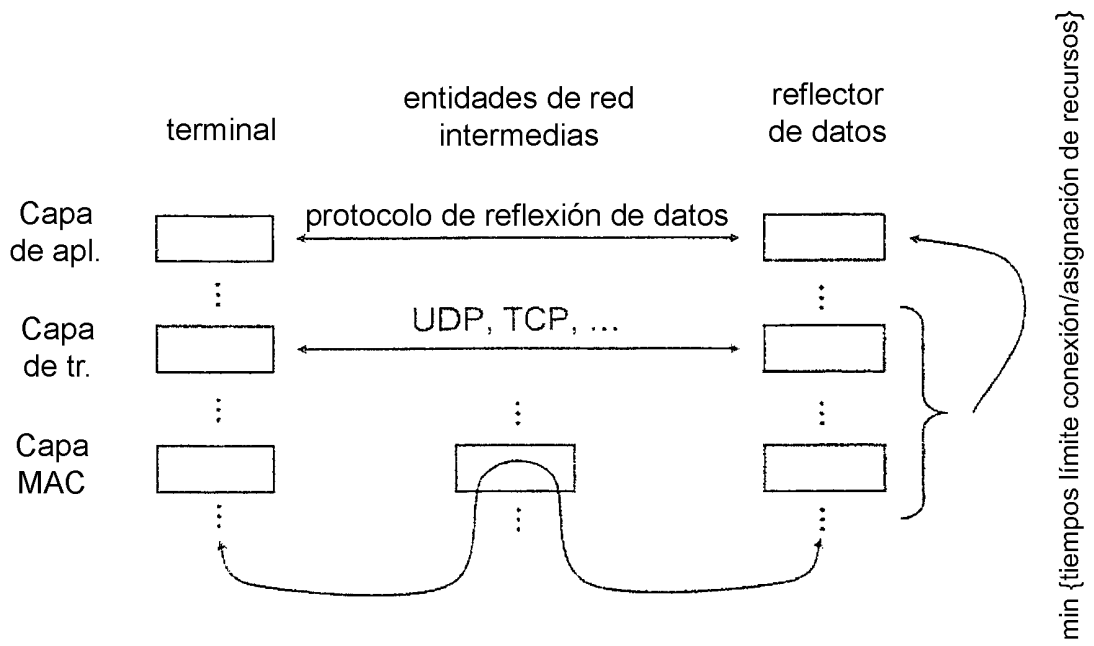 terminal
entidades de red
intermedias
reflector
de datos
Capa
de apl.
protocolo de reflexión de datos
Capa
de tr.
UDP, TCP, ...
Capa
MAC
min {tiempos límite conexión/asignación de recursos}